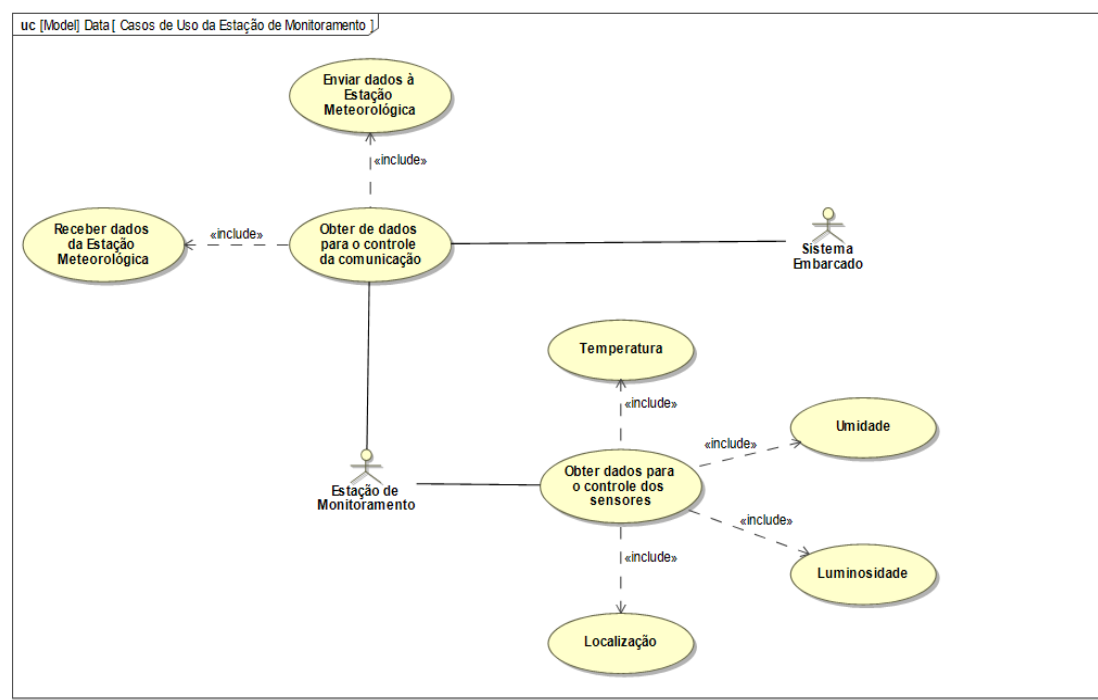 uc [Model] Data [ Casos de Uso da Estação de Monitoramento ]
Enviar dados à
Estação
Meteorológica
«include»
Receber dados
da Estação
Meteorológica
«include»
Obter de dados
para o controle
da comunicação
Sistema
Embarcado
Temperatura
«include»
Umidade
«include»
Estação de
Monitoramento
Obter dados para
o controle dos
sensores
«include»
Luminosidade
«include»
Localização